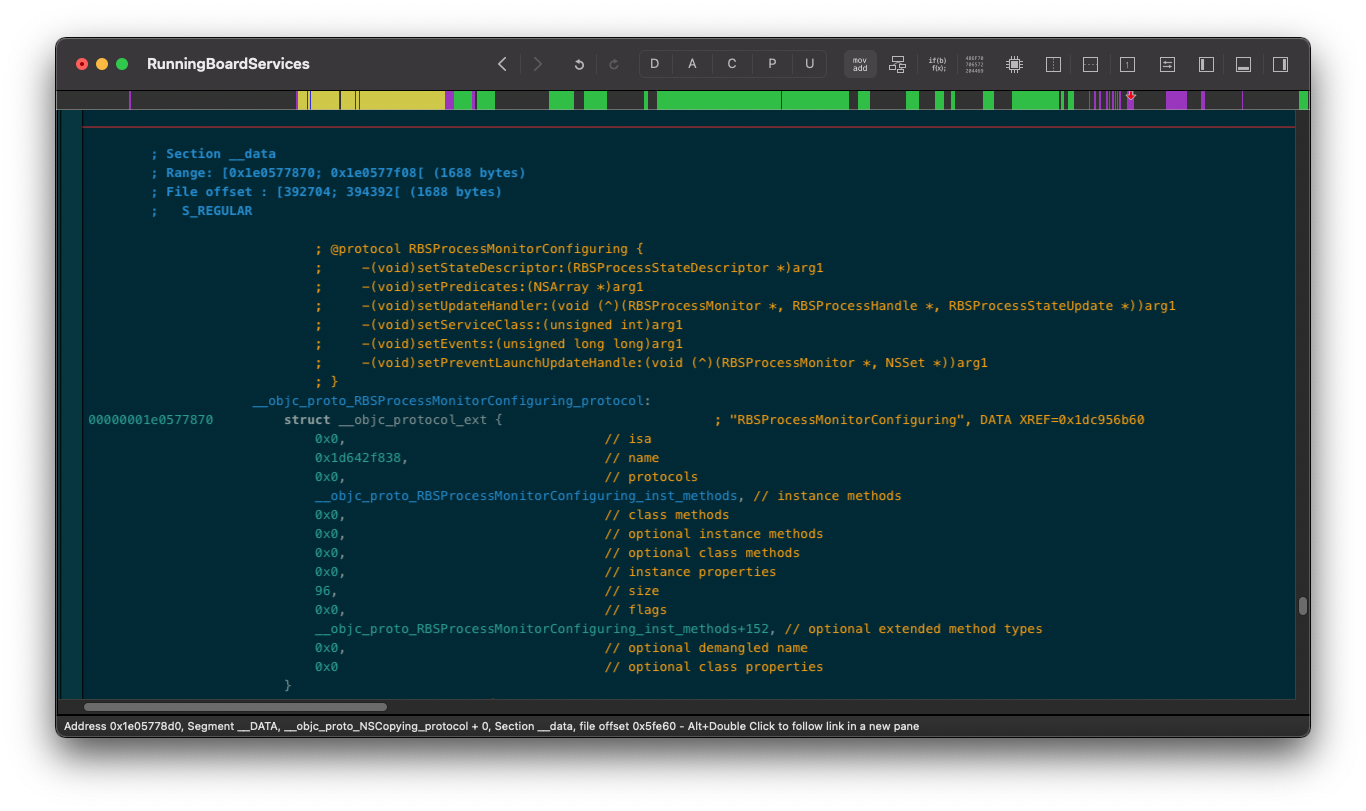 RunningBoardServices
D A C P U
mov add
if(b) f(x);
1
; Section __data
; Range: [0x1e0577870; 0x1e0577f08[ (1688 bytes)
; File offset : [392704; 394392[ (1688 bytes)
;   S_REGULAR
; @protocol RBSProcessMonitorConfiguring {
;     -(void)setStateDescriptor:(RBSProcessStateDescriptor *)arg1
;     -(void)setPredicates:(NSArray *)arg1
;     -(void)setUpdateHandler:(void (^)(RBSProcessMonitor *, RBSProcessHandle *, RBSProcessStateUpdate *))arg1
;     -(void)setServiceClass:(unsigned int)arg1
;     -(void)setEvents:(unsigned long long)arg1
;     -(void)setPreventLaunchUpdateHandle:(void (^)(RBSProcessMonitor *, NSSet *))arg1
; }
__objc_proto_RBSProcessMonitorConfiguring_protocol:
00000001e0577870 struct __objc_protocol_ext { ; "RBSProcessMonitorConfiguring", DATA XREF=0x1dc956b60
0x0, // isa
0x1d642f838, // name
0x0, // protocols
__objc_proto_RBSProcessMonitorConfiguring_inst_methods, // instance methods
0x0, // class methods
0x0, // optional instance methods
0x0, // optional class methods
0x0, // instance properties
96, // size
0x0, // flags
__objc_proto_RBSProcessMonitorConfiguring_inst_methods+152, // optional extended method types
0x0, // optional demangled name
0x0 // optional class properties
}
Address 0x1e05778d0, Segment __DATA, __objc_proto_NSCopying_protocol + 0, Section __data, file offset 0x5fe60 - Alt+Double Click to follow link in a new pane